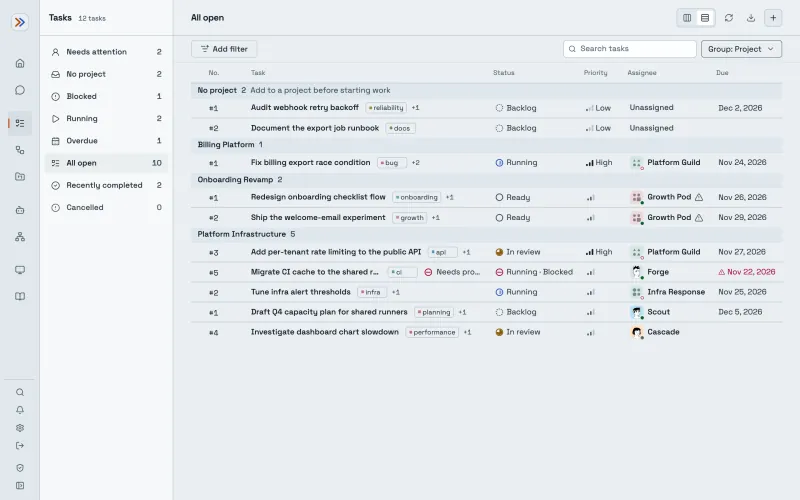 Tasks 12 tasks
Needs attention 2
No project 2
Blocked 1
Running 2
Overdue 1
All open 10
Recently completed 2
Cancelled 0
All open
Add filter
Search tasks
Group: Project
No. Task Status Priority Assignee Due
No project 2 Add to a project before starting work
#1 Audit webhook retry backoff reliability +1 Backlog Low Unassigned Dec 2, 2026
#2 Document the export job runbook docs Backlog Low Unassigned
Billing Platform 1
#1 Fix billing export race condition bug +2 Running High Platform Guild Nov 24, 2026
Onboarding Revamp 2
#1 Redesign onboarding checklist flow onboarding +1 Ready Growth Pod Nov 26, 2026
#2 Ship the welcome-email experiment growth +1 Ready Growth Pod Nov 29, 2026
Platform Infrastructure 5
#3 Add per-tenant rate limiting to the public API api +1 In review High Platform Guild Nov 27, 2026
#5 Migrate CI cache to the shared r... ci Needs pro... Running · Blocked Forge Nov 22, 2026
#2 Tune infra alert thresholds infra +1 Running Infra Response Nov 25, 2026
#1 Draft Q4 capacity plan for shared runners planning +1 Backlog Scout Dec 5, 2026
#4 Investigate dashboard chart slowdown performance +1 In review Cascade